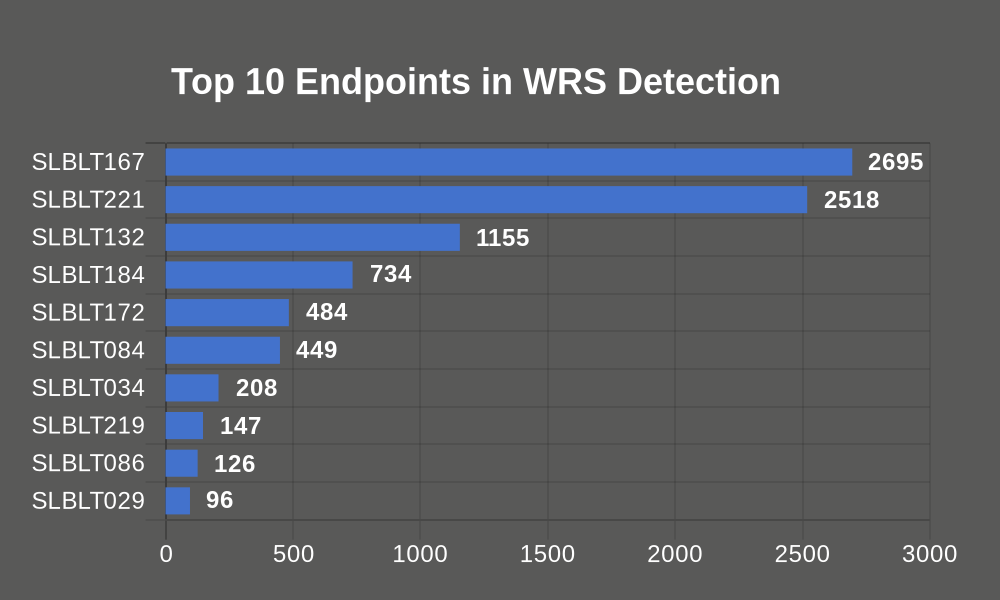 Top 10 Endpoints in WRS Detection
SLBLT167 2695
SLBLT221 2518
SLBLT132 1155
SLBLT184 734
SLBLT172 484
SLBLT084 449
SLBLT034 208
SLBLT219 147
SLBLT086 126
SLBLT029 96
0 500 1000 1500 2000 2500 3000